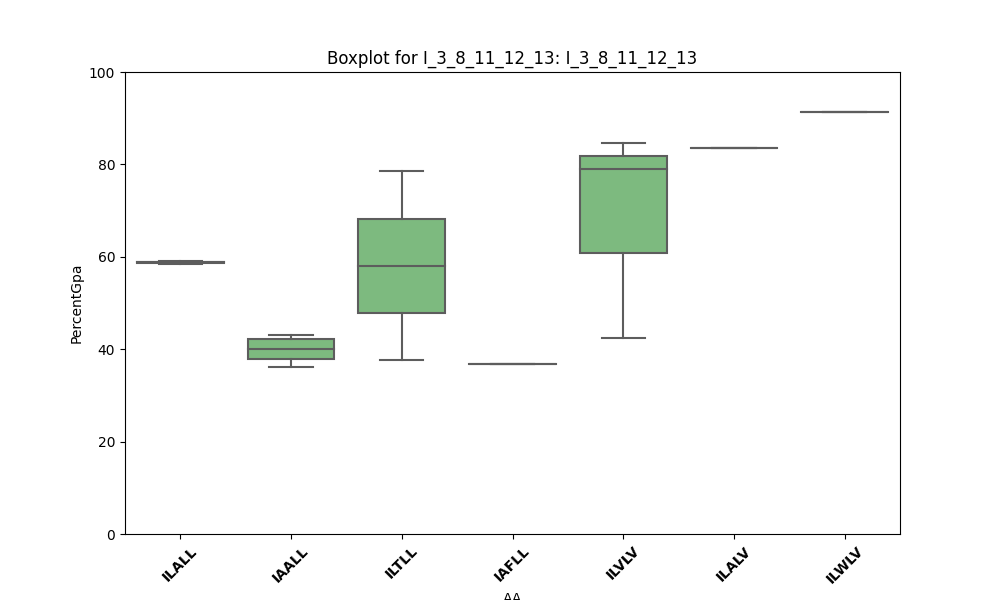 Boxplot for I_3_8_11_12_13: I_3_8_11_12_13
100
80
60
40
20
0
PercentGpa
ILALL
IAALL
ILTLL
IAFLL
ILVLV
ILALV
ILWLV
AA